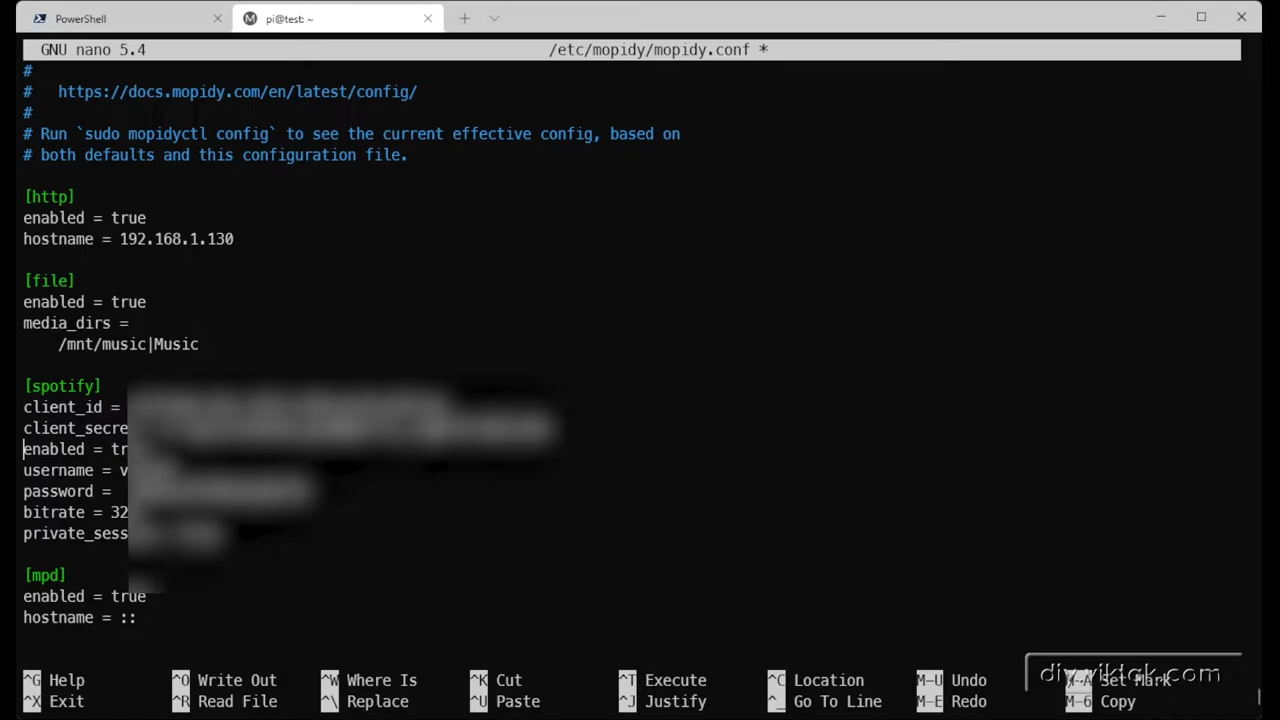 PowerShell
pi@test: ~
GNU nano 5.4 /etc/mopidy/mopidy.conf *
#
# https://docs.mopidy.com/en/latest/config/
#
# Run `sudo mopidyctl config` to see the current effective config, based on
# both defaults and this configuration file.
[http]
enabled = true
hostname = 192.168.1.130
[file]
enabled = true
media_dirs =
/mnt/music|Music
[spotify]
client_id =
client_secre
enabled = tr
username = v
password =
bitrate = 32
private_sess
[mpd]
enabled = true
hostname = ::
^G Help ^O Write Out ^W Where Is ^K Cut ^T Execute ^C Location M-U Undo M-A Set Mark
^X Exit ^R Read File ^\ Replace ^U Paste ^J Justify ^_ Go To Line M-E Redo M-6 Copy
diy.viktak.com